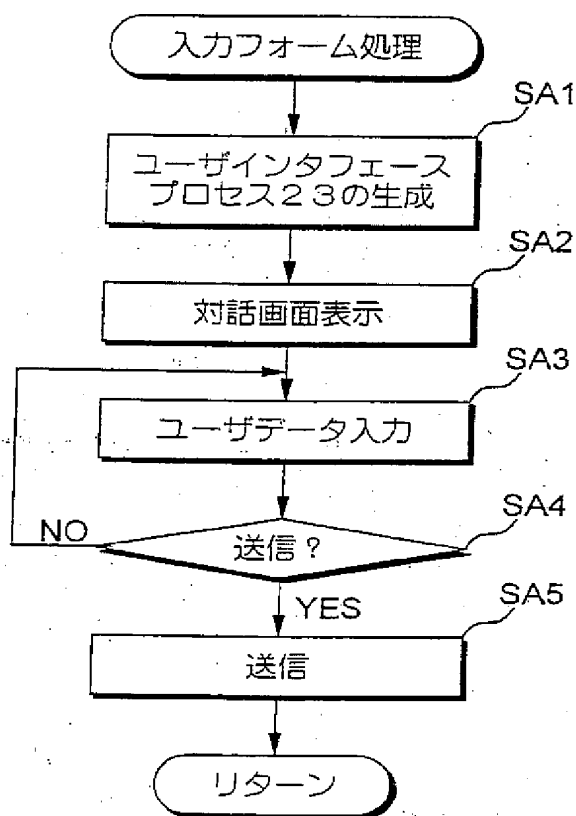 入力フォーム処理
SA1
ユーザインタフェース
プロセス23の生成
SA2
対話画面表示
SA3
ユーザデータ入力
SA4
送信?
NO
YES
SA5
送信
リターン